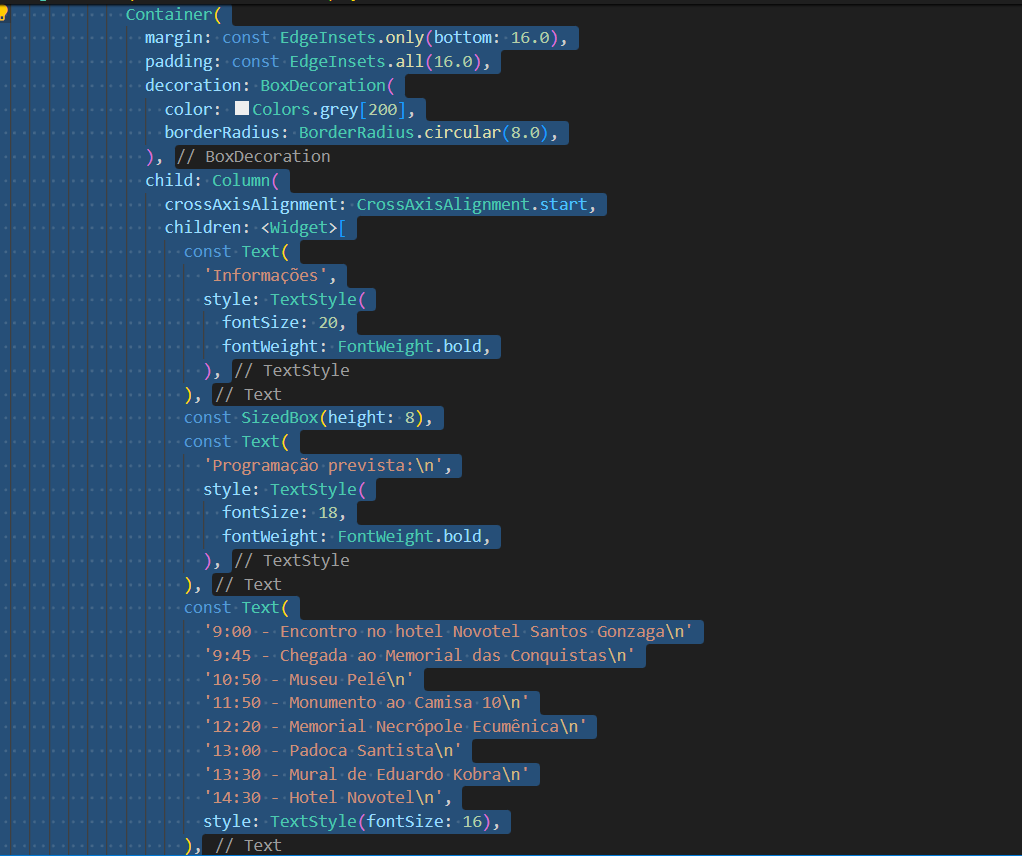 Container(
margin: const EdgeInsets.only(bottom: 16.0),
padding: const EdgeInsets.all(16.0),
decoration: BoxDecoration(
color: Colors.grey[200],
borderRadius: BorderRadius.circular(8.0),
), // BoxDecoration
child: Column(
crossAxisAlignment: CrossAxisAlignment.start,
children: <Widget>[
const Text(
'Informações',
style: TextStyle(
fontSize: 20,
fontWeight: FontWeight.bold,
), // TextStyle
), // Text
const SizedBox(height: 8),
const Text(
'Programação prevista:\n',
style: TextStyle(
fontSize: 18,
fontWeight: FontWeight.bold,
), // TextStyle
), // Text
const Text(
'9:00 - Encontro no hotel Novotel Santos Gonzaga\n'
'9:45 - Chegada ao Memorial das Conquistas\n'
'10:50 - Museu Pelé\n'
'11:50 - Monumento ao Camisa 10\n'
'12:20 - Memorial Necrópole Ecumênica\n'
'13:00 - Padoca Santista\n'
'13:30 - Mural de Eduardo Kobra\n'
'14:30 - Hotel Novotel\n',
style: TextStyle(fontSize: 16),
), // Text